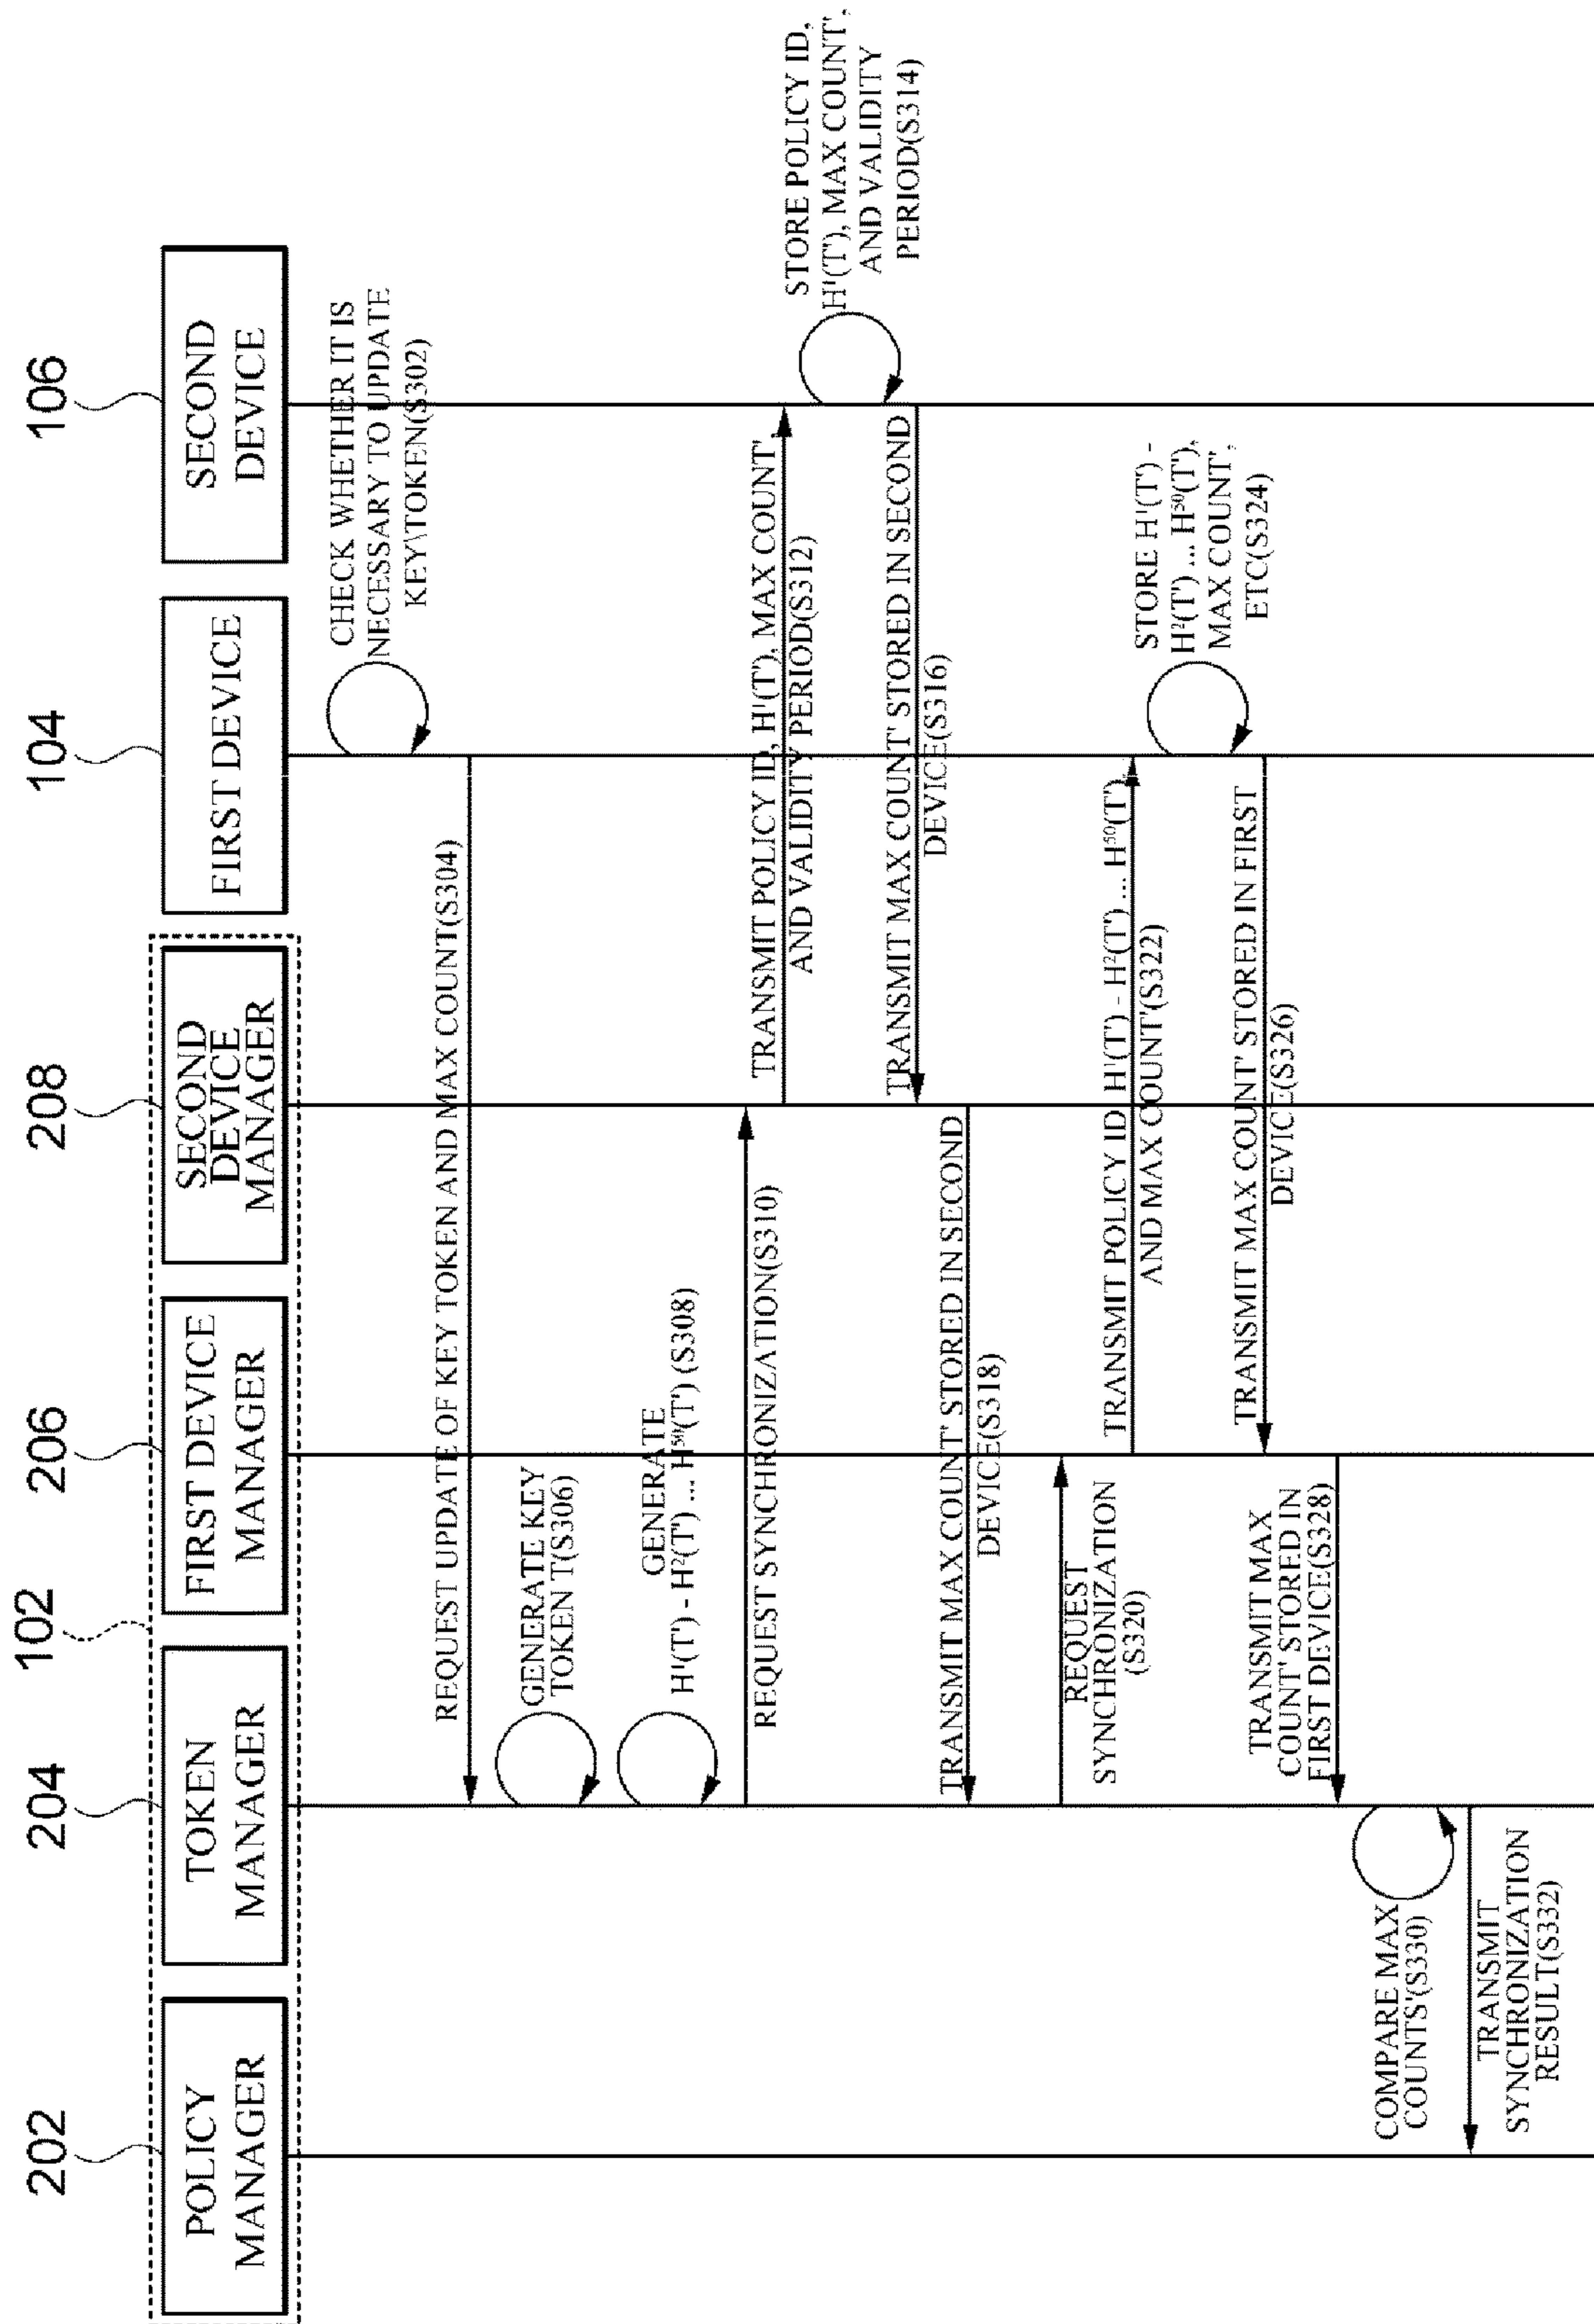 102
202
204
206
208
104
106
POLICY
MANAGER
TOKEN
MANAGER
FIRST DEVICE
MANAGER
SECOND
DEVICE
MANAGER
FIRST DEVICE
SECOND
DEVICE
CHECK WHETHER IT IS
NECESSARY TO UPDATE
KEY\TOKEN(S302)
REQUEST UPDATE OF KEY TOKEN AND MAX COUNT(S304)
GENERATE KEY
TOKEN T(S306)
GENERATE
H¹(T') - H²(T') ... H⁵⁰(T') (S308)
REQUEST SYNCHRONIZATION(S310)
TRANSMIT POLICY ID, H¹(T'), MAX COUNT',
AND VALIDITY PERIOD(S312)
STORE POLICY ID,
H¹(T'), MAX COUNT',
AND VALIDITY
PERIOD(S314)
TRANSMIT MAX COUNT' STORED IN SECOND
DEVICE(S316)
TRANSMIT MAX COUNT' STORED IN SECOND
DEVICE(S318)
REQUEST
SYNCHRONIZATION
(S320)
TRANSMIT POLICY ID H¹(T') - H²(T') ... H⁵⁰(T'),
AND MAX COUNT'(S322)
STORE H¹(T') -
H²(T') ... H⁵⁰(T'),
MAX COUNT',
ETC(S324)
TRANSMIT MAX COUNT' STORED IN FIRST
DEVICE(S326)
TRANSMIT MAX
COUNT' STORED IN
FIRST DEVICE(S328)
COMPARE MAX
COUNTS'(S330)
TRANSMIT
SYNCHRONIZATION
RESULT(S332)